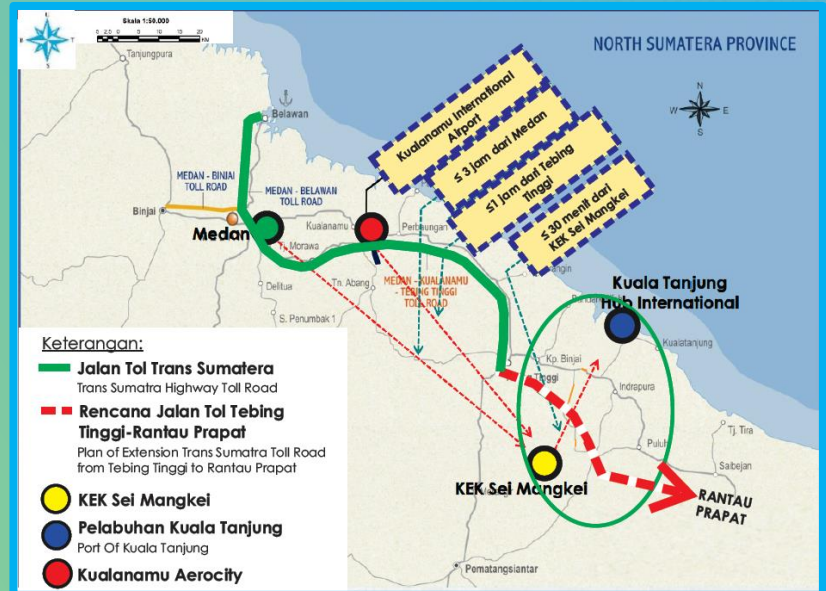 Skala 1:50.000
NORTH SUMATERA PROVINCE
N
W
E
S
Tanjungpura
Belawan
Kualanamu International
Airport
≤ 3 jam dari Medan
≤1 jam dari Tebing
Tinggi
≤30 menit dari
KEK Sei Mangkei
MEDAN - BINJAI
TOLL ROAD
MEDAN - BELAWAN
TOLL ROAD
Binjai
Medan
Kualanamu
Perbaungan
Tj. Morawa
MEDAN - KUALANAMU
- TEBING TINGGI
TOLL ROAD
Delitua
Tn. Abang
S. Penumbak 1
Kuala Tanjung
Hub International
Kualatanjung
Kp. Binjai
Tinggi
Indrapura
Tj. Tira
Puluh
Saibejan
KEK Sei Mangkei
RANTAU
PRAPAT
Pematangsiantar
Keterangan:
Jalan Tol Trans Sumatera
Trans Sumatra Highway Toll Road
Rencana Jalan Tol Tebing
Tinggi-Rantau Prapat
Plan of Extension Trans Sumatra Toll Road
from Tebing Tinggi to Rantau Prapat
KEK Sei Mangkei
Pelabuhan Kuala Tanjung
Port Of Kuala Tanjung
Kualanamu Aerocity